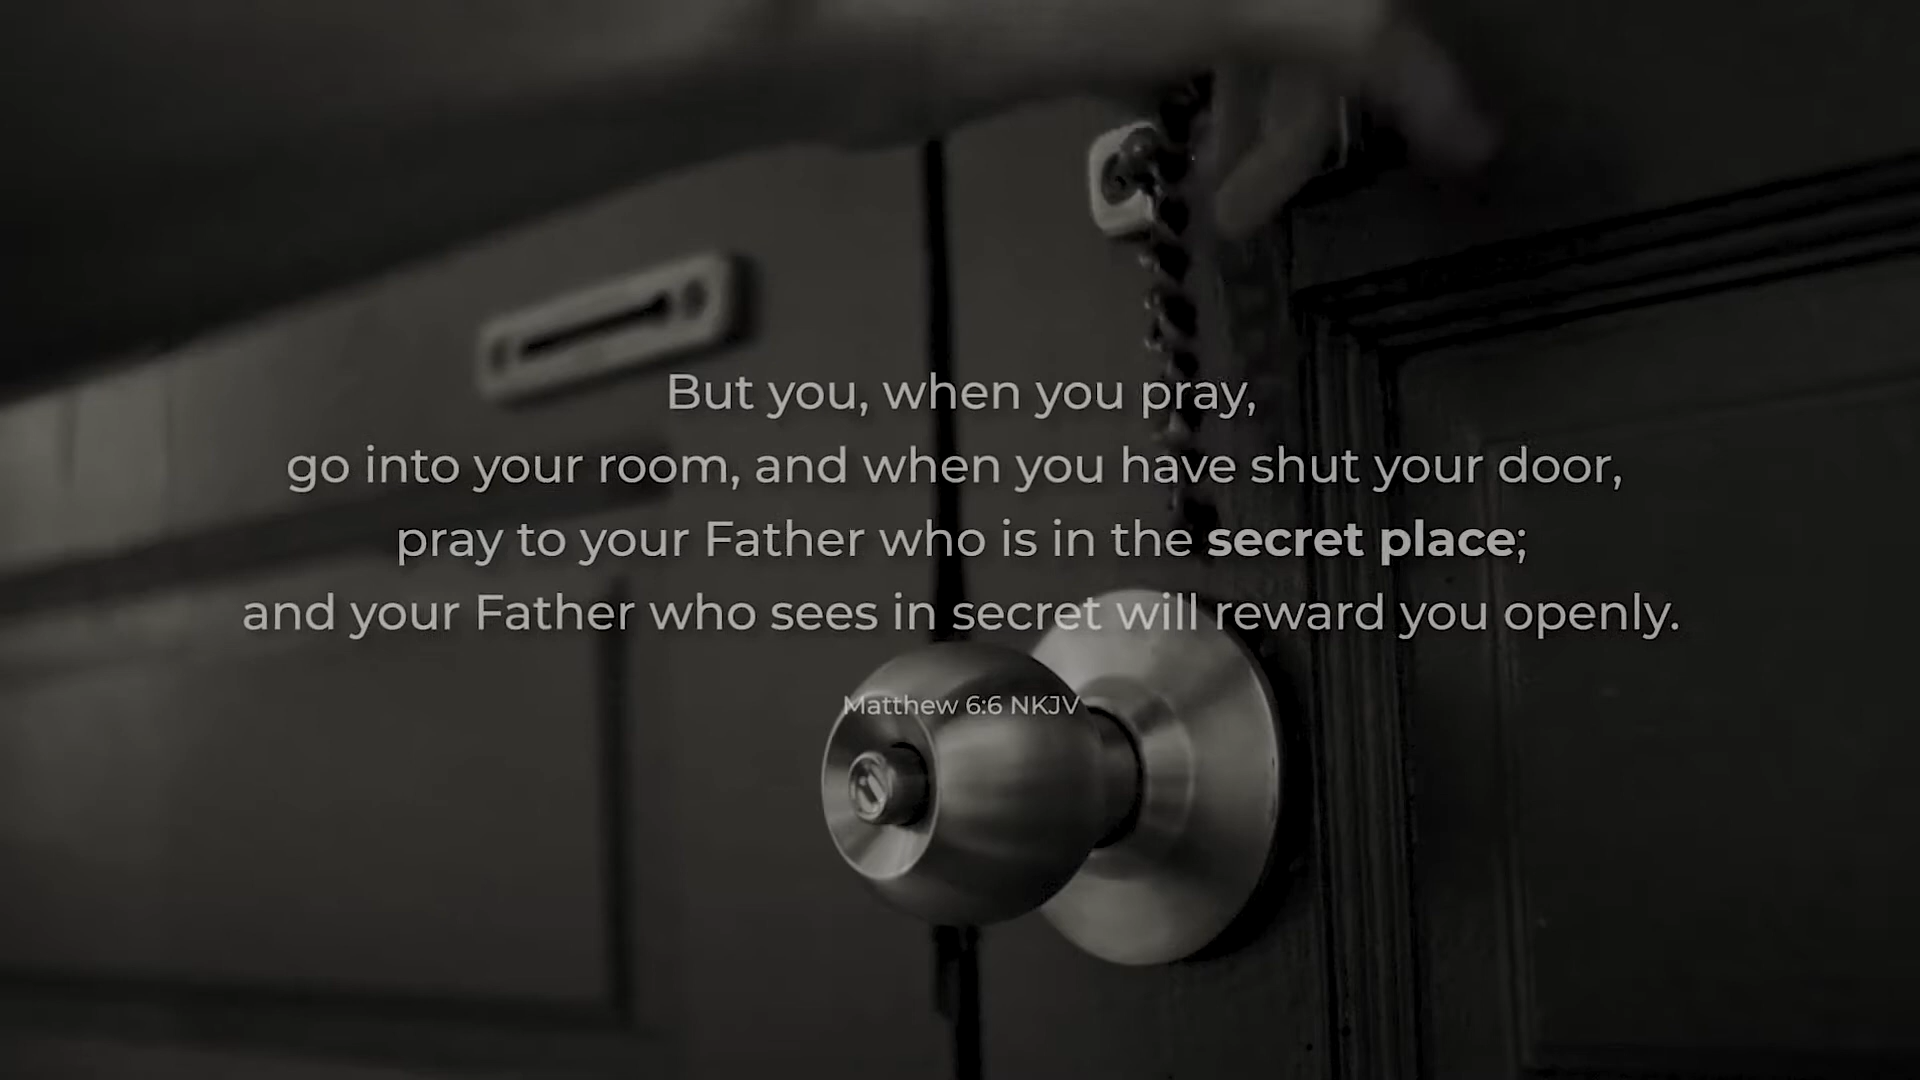 But you, when you pray,
go into your room, and when you have shut your door,
pray to your Father who is in the secret place;
and your Father who sees in secret will reward you openly.
Matthew 6:6 NKJV